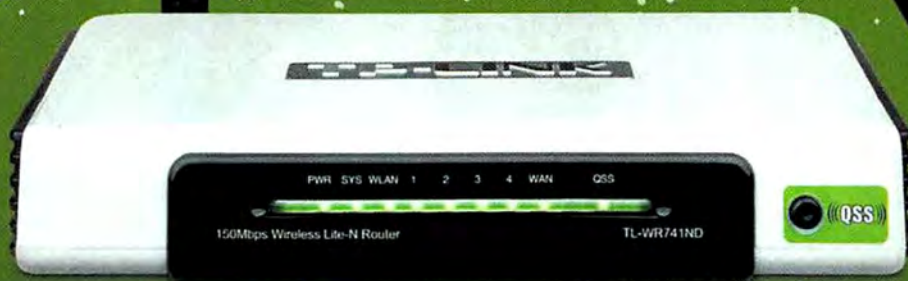 TP-LINK
PWR SYS WLAN 1 2 3 4 WAN QSS
150Mbps Wireless Lite-N Router TL-WR741ND
QSS